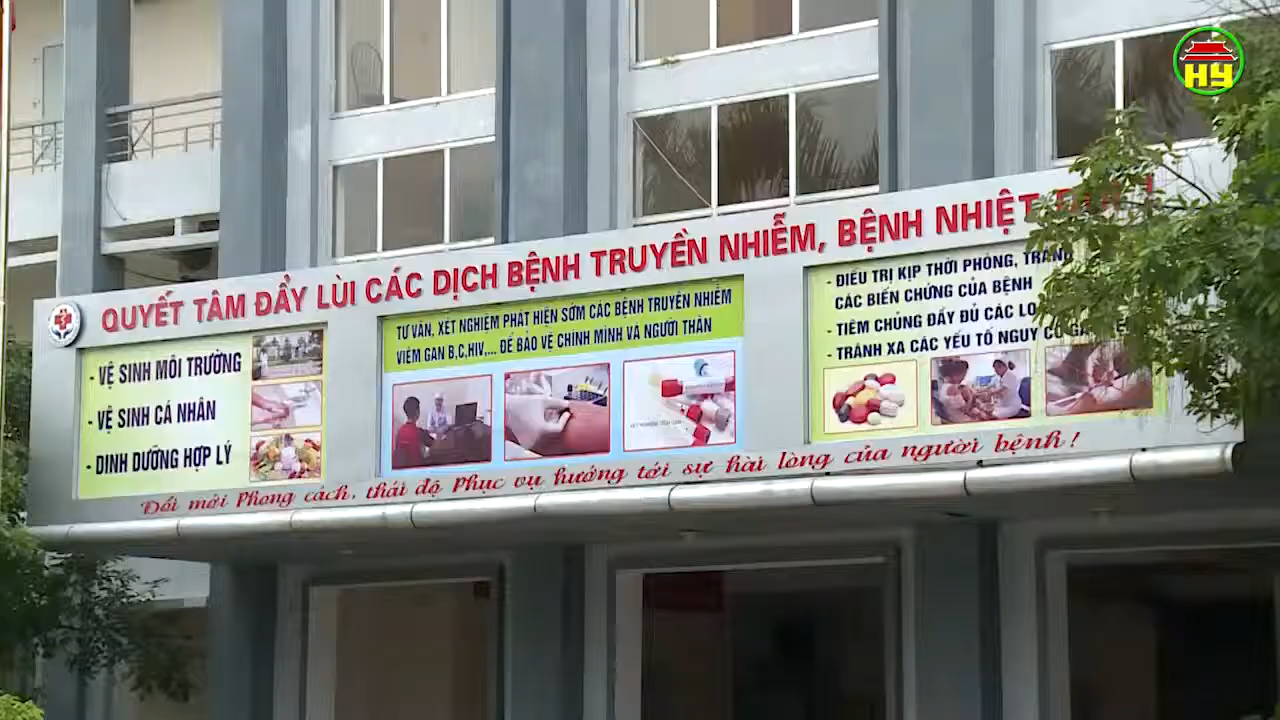 HY
QUYẾT TÂM ĐẨY LÙI CÁC DỊCH BỆNH TRUYỀN NHIỄM, BỆNH NHIỆT
- VỆ SINH MÔI TRƯỜNG
- VỆ SINH CÁ NHÂN
- DINH DƯỠNG HỢP LÝ
TƯ VẤN, XÉT NGHIỆM PHÁT HIỆN SỚM CÁC BỆNH TRUYỀN NHIỄM
VIÊM GAN B,C,HIV,... ĐỂ BẢO VỆ CHÍNH MÌNH VÀ NGƯỜI THÂN
- ĐIỀU TRỊ KỊP THỜI PHÒNG, TRÁNH
CÁC BIẾN CHỨNG CỦA BỆNH
- TIÊM CHỦNG ĐẦY ĐỦ CÁC
- TRÁNH XA CÁC YẾU TỐ NGUY CƠ
Đổi mới Phong cách, thái độ Phục vụ hướng tới sự hài lòng của người bệnh!